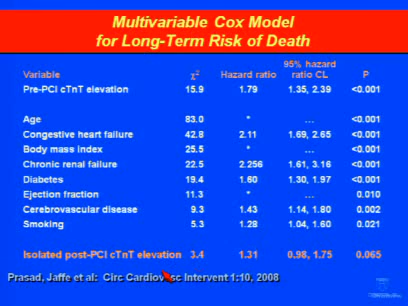 Multivariable Cox Model
for Long-Term Risk of Death
Variable χ² Hazard ratio 95% hazard ratio CL P
Pre-PCI cTnT elevation 15.9 1.79 1.35, 2.39 <0.001
Age 83.0 * … <0.001
Congestive heart failure 42.8 2.11 1.69, 2.65 <0.001
Body mass index 25.5 * … <0.001
Chronic renal failure 22.5 2.256 1.61, 3.16 <0.001
Diabetes 19.4 1.60 1.30, 1.97 <0.001
Ejection fraction 11.3 * … 0.010
Cerebrovascular disease 9.3 1.43 1.14, 1.80 0.002
Smoking 5.3 1.28 1.04, 1.60 0.021
Isolated post-PCI cTnT elevation 3.4 1.31 0.98, 1.75 0.065
Prasad, Jaffe et al: Circ Cardiovasc Intervent 1:10, 2008